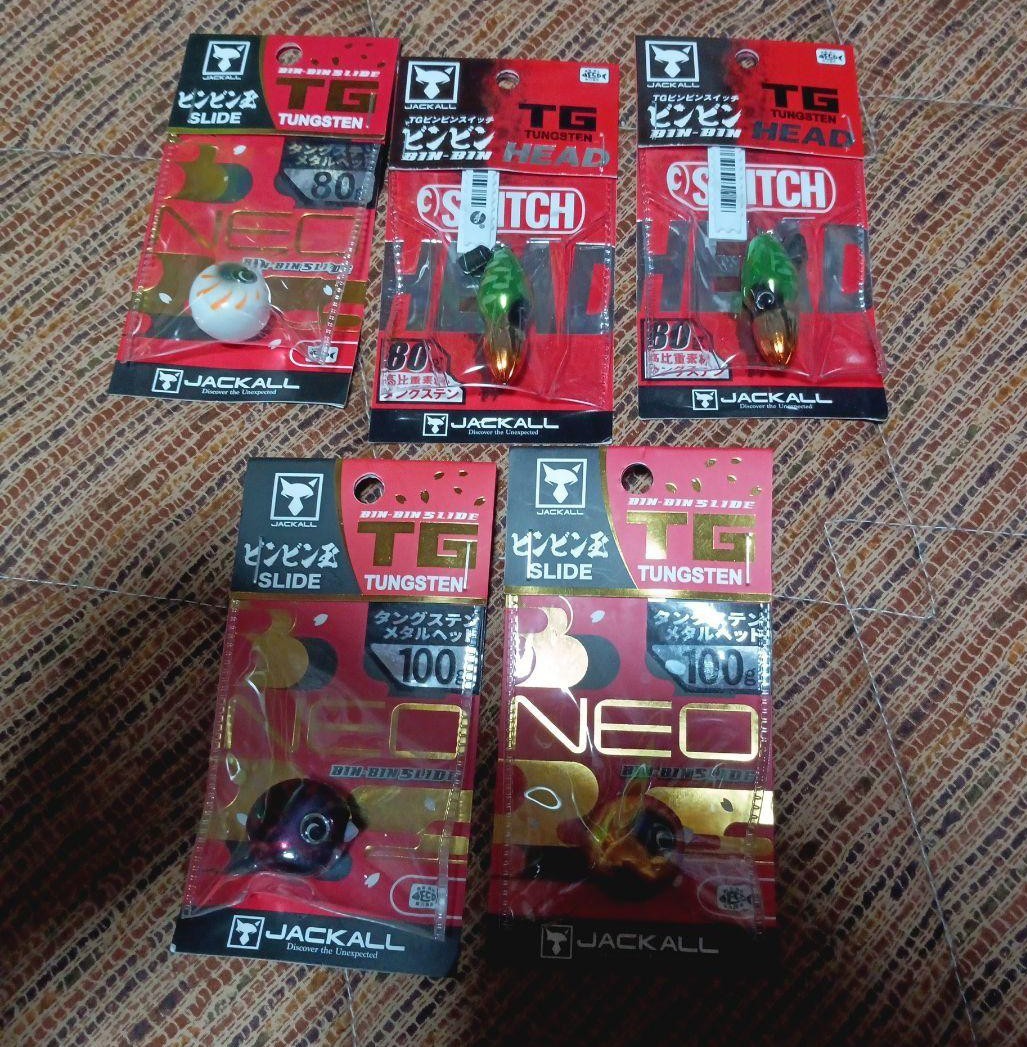 JACKALL
ビンビン玉
SLIDE
BIN-BIN SLIDE
TG
TUNGSTEN
メタルヘッド
80g
NEO
BIN-BIN SLIDE
JACKALL
Discover the Unexpected
JACKALL
TGビンビンスイッチ
ビンビン
BIN-BIN
TG
TUNGSTEN
HEAD
SWITCH
HEAD
80
高比重素材
タングステン
JACKALL
Discover the Unexpected
JACKALL
TGビンビンスイッチ
ビンビン
BIN-BIN
TG
TUNGSTEN
HEAD
SWITCH
HEAD
80
高比重素材
タングステン
JACKALL
Discover the Unexpected
JACKALL
ビンビン玉
SLIDE
BIN-BIN SLIDE
TG
TUNGSTEN
タングステン
メタルヘッド
100g
NEO
BIN-BIN SLIDE
ECO
JACKALL
Discover the Unexpected
JACKALL
ビンビン玉
SLIDE
BIN-BIN SLIDE
TG
TUNGSTEN
タングステン
メタルヘッド
100g
NEO
BIN-BIN SLIDE
ECO
JACKALL